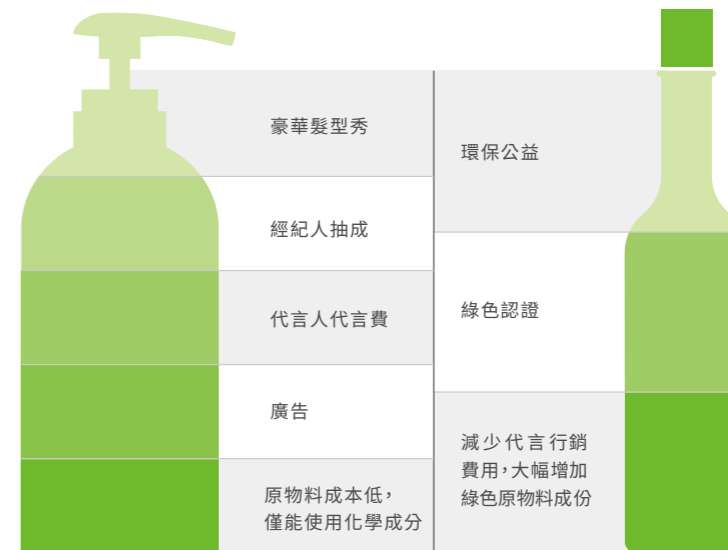 豪華髮型秀
經紀人抽成
代言人代言費
廣告
原物料成本低，
僅能使用化學成分
環保公益
綠色認證
減少代言行銷
費用，大幅增加
綠色原物料成份